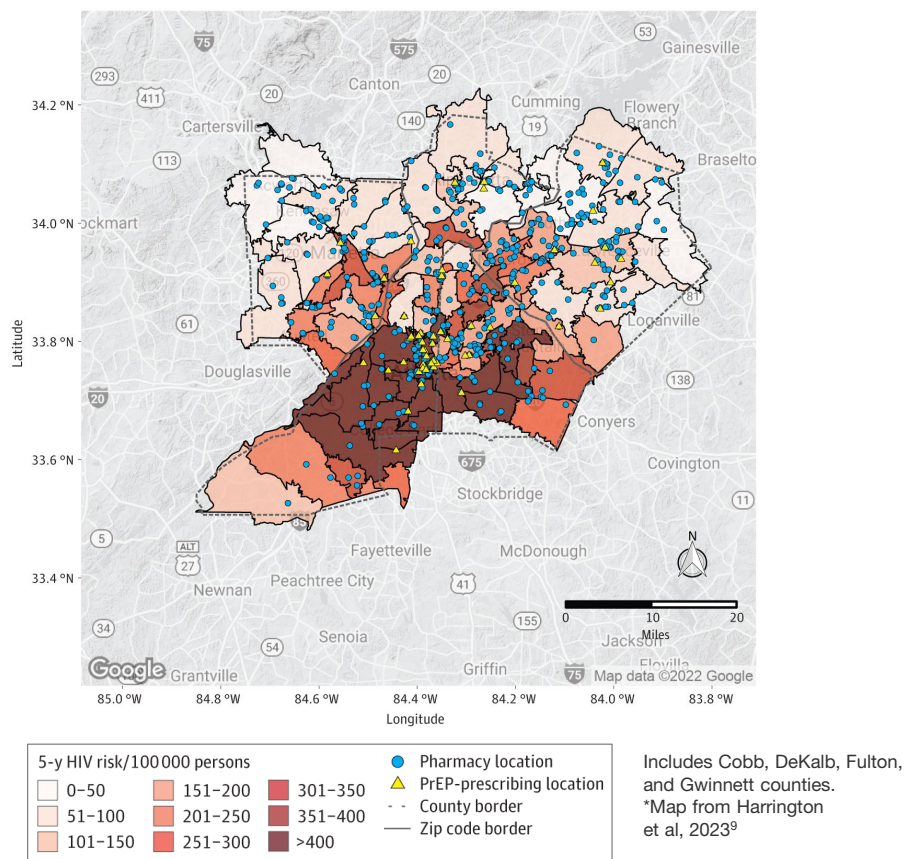 53
Gainesville
75
575
293
20
Canton
411
20
Cumming
Flowery
Branch
34.2 °N
Cartersville
140
19
113
Braselto
34.0 °N
ockmart
81
61
Loganville
33.8 °N
Latitude
Douglasville
138
20
Conyers
33.6 °N
675
Covington
Stockbridge
11
85
5
ALT
27
Fayetteville
McDonough
N
33.4 °N
Peachtree City
41
Newnan
155
0 10 20
Miles
34
Senoia
Jackson
54
Google
Grantville
Griffin
75
Flovilla
Map data ©2022 Google
85.0 °W 84.8 °W 84.6 °W 84.4 °W 84.2 °W 84.0 °W 83.8 °W
Longitude
5-y HIV risk/100 000 persons
0–50
51–100
101–150
151–200
201–250
251–300
301–350
351–400
>400
Pharmacy location
PrEP-prescribing location
County border
Zip code border
Includes Cobb, DeKalb, Fulton,
and Gwinnett counties.
*Map from Harrington
et al, 2023⁹